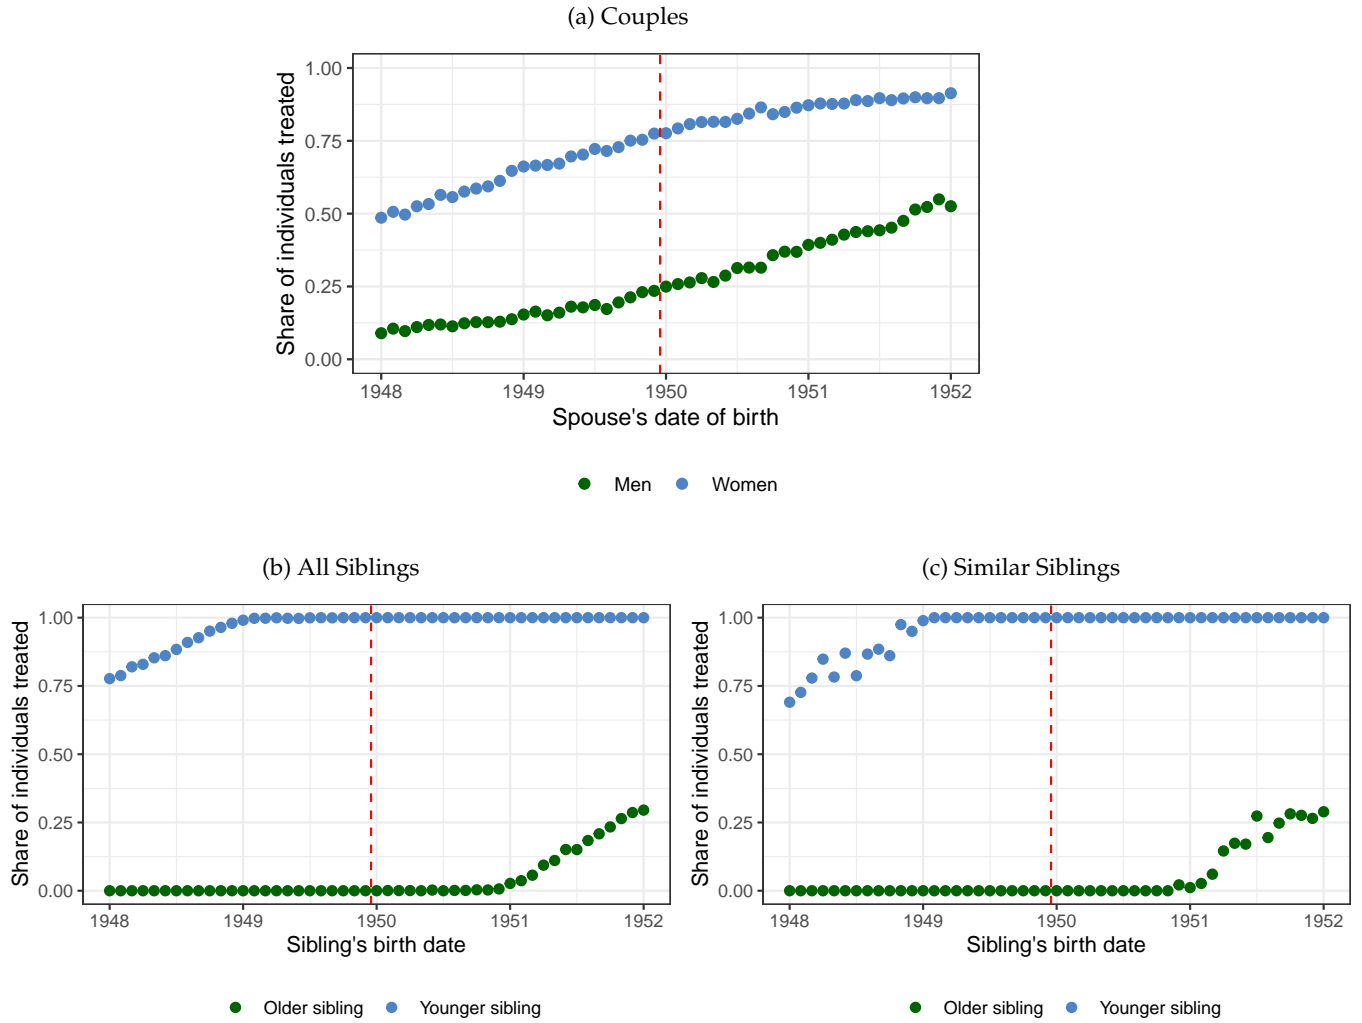 (a) Couples
Share of individuals treated
1.00
0.75
0.50
0.25
0.00
1948 1949 1950 1951 1952
Spouse's date of birth
Men Women
(b) All Siblings
Share of individuals treated
1.00
0.75
0.50
0.25
0.00
1948 1949 1950 1951 1952
Sibling's birth date
Older sibling Younger sibling
(c) Similar Siblings
Share of individuals treated
1.00
0.75
0.50
0.25
0.00
1948 1949 1950 1951 1952
Sibling's birth date
Older sibling Younger sibling